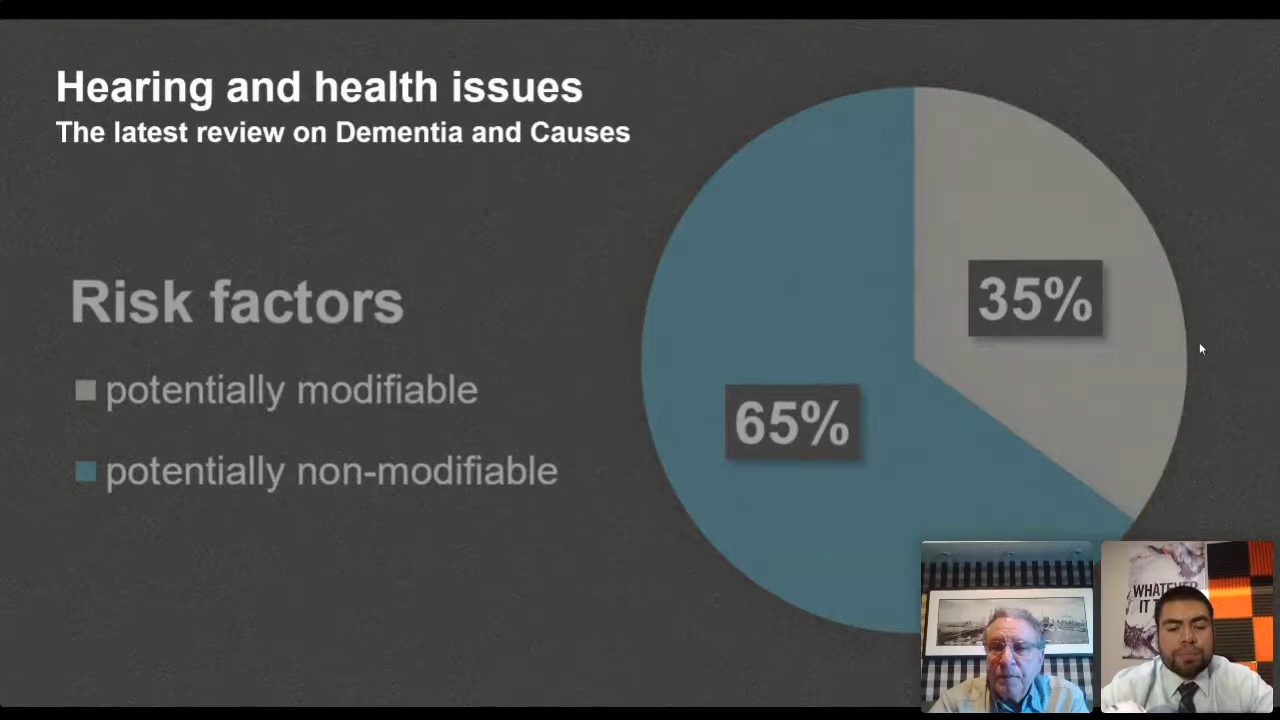 Hearing and health issues
The latest review on Dementia and Causes
Risk factors
potentially modifiable
potentially non-modifiable
35%
65%
WHATEVER
IT